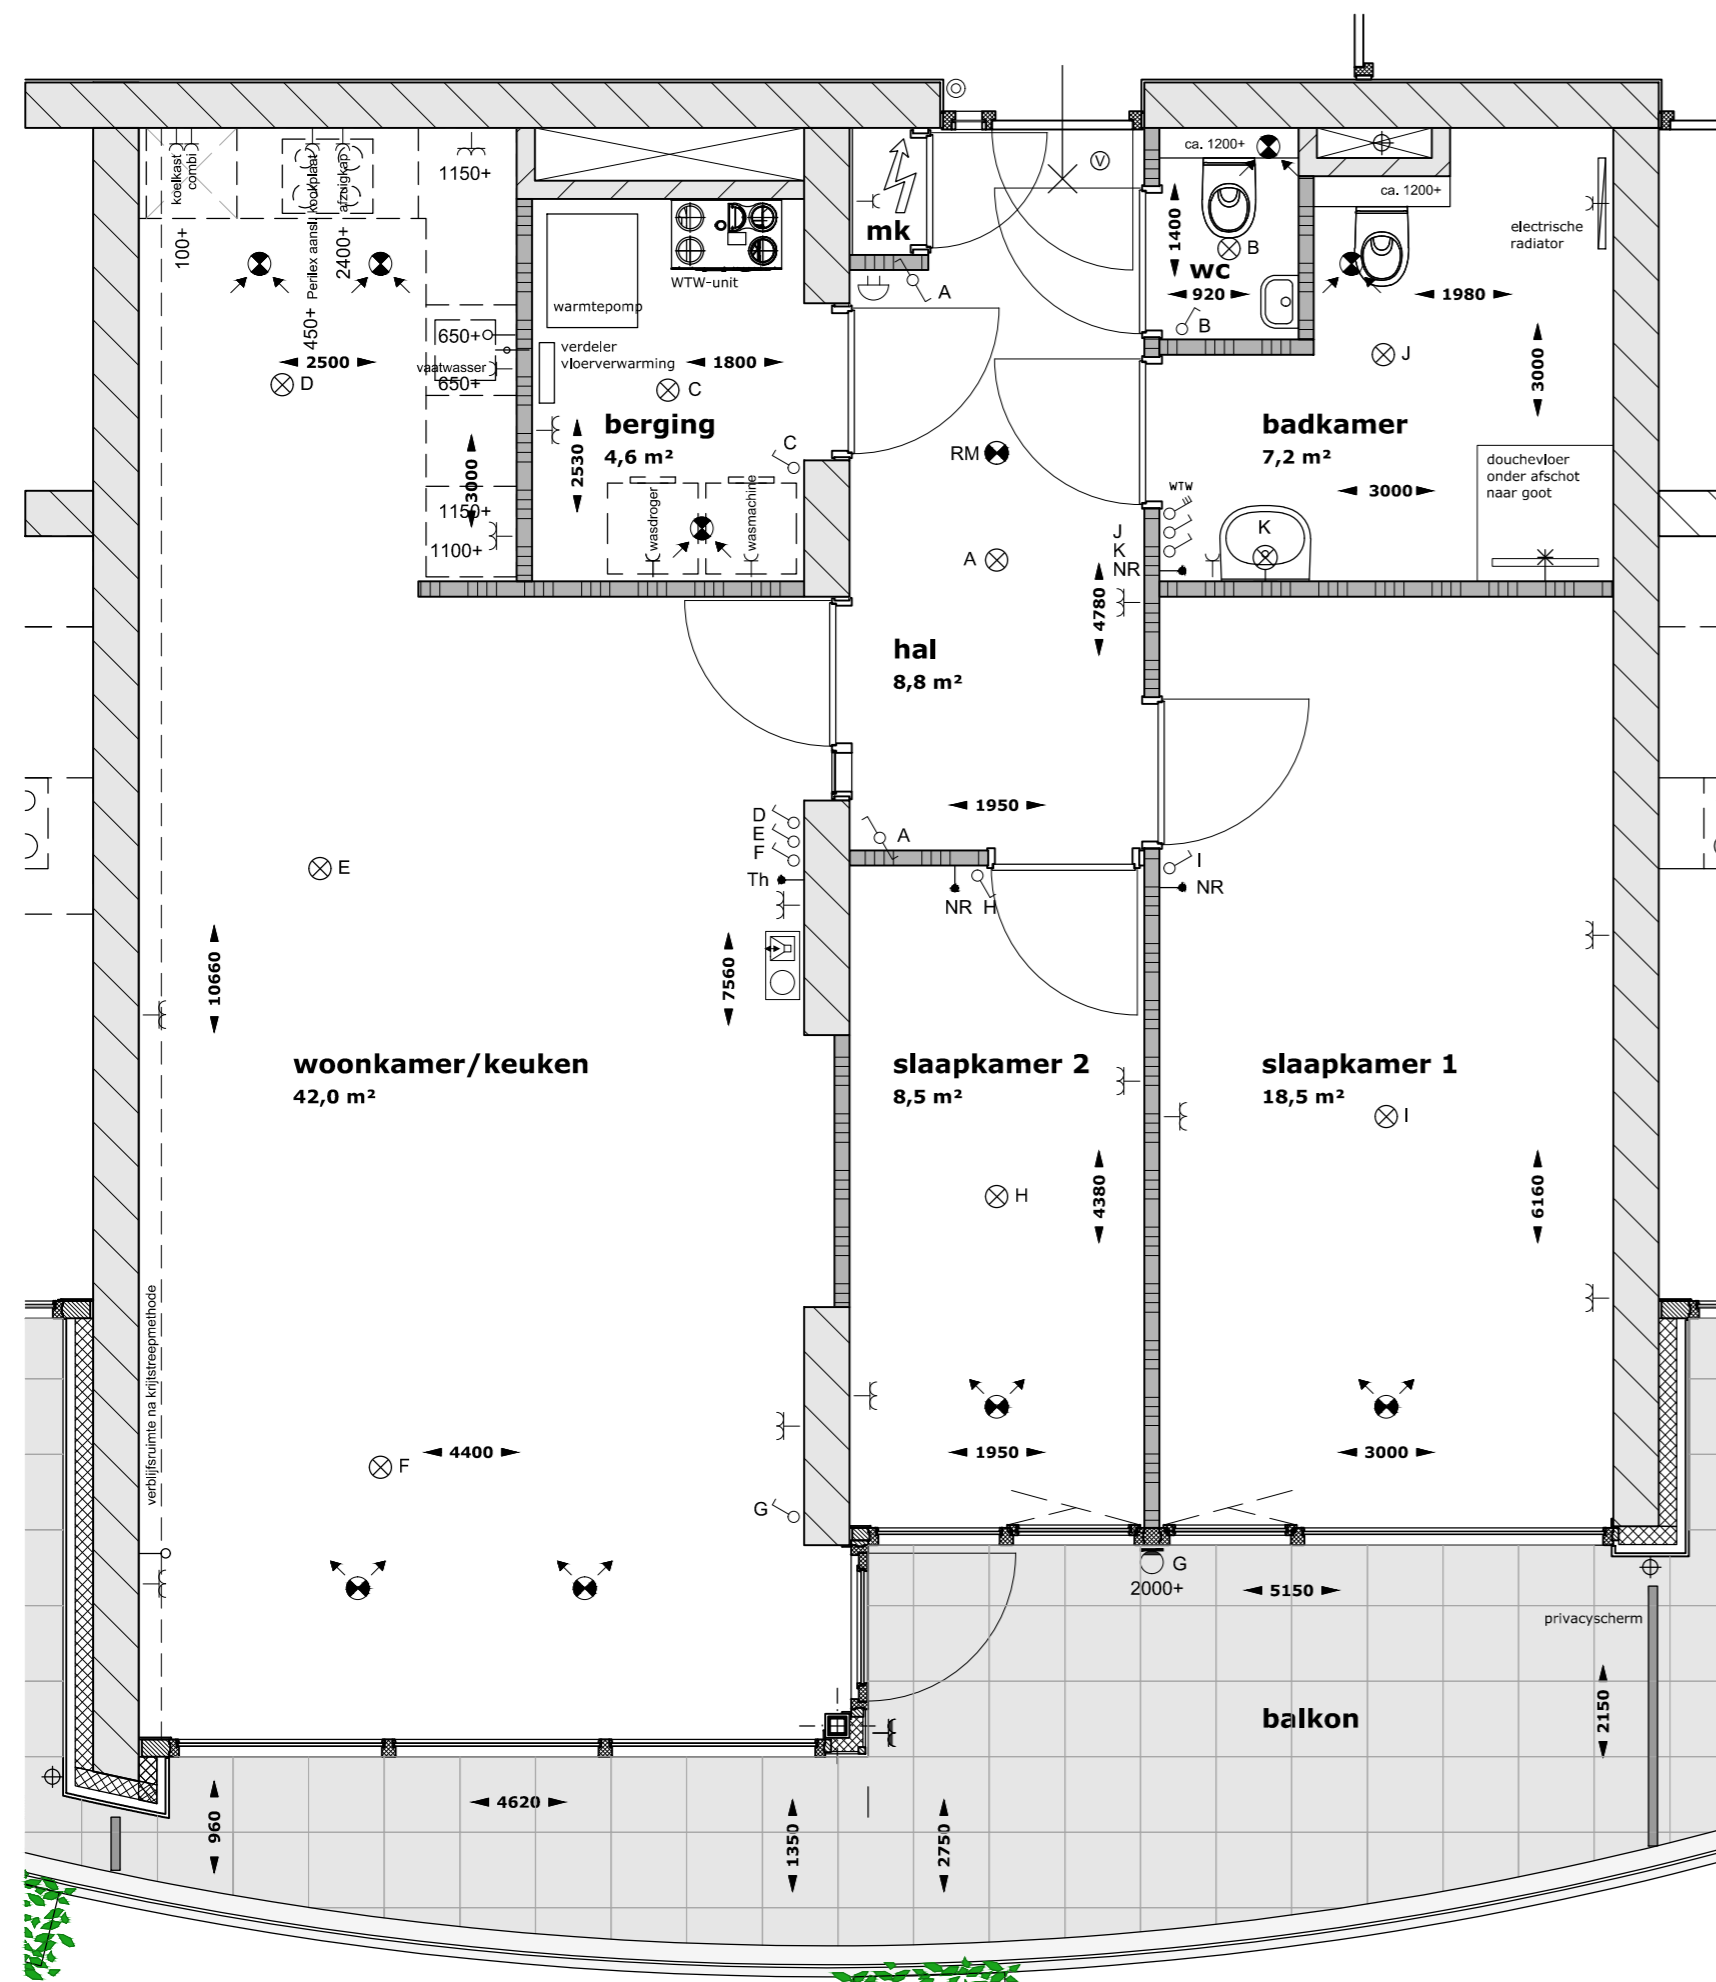 koelkast
combi
100+
Perilex aansl.
450+
kookplaat
afzuigkap
2400+
1150+
mk
ca. 1200+
ca. 1200+
V
1400
wc
920
B
B
electrische
radiator
1980
WTW-unit
warmtepomp
A
650+
vaatwasser
650+
verdeler
vloerverwarming
2500
D
1800
C
J
3000
berging
4,6 m²
C
2530
3000
1150+
1100+
wasdroger
wasmachine
RM
badkamer
7,2 m²
douchevloer
onder afschot
naar goot
WTW
3000
J
K
NR
K
A
4780
hal
8,8 m²
1950
D
E
F
Th
A
I
NR
NR
H
E
10660
7560
woonkamer/keuken
42,0 m²
slaapkamer 2
8,5 m²
slaapkamer 1
18,5 m²
I
H
4380
6160
verblijfsruimte na krijtstreepmethode
F
4400
1950
3000
G
G
2000+
5150
privacyscherm
balkon
2150
960
4620
1350
2750